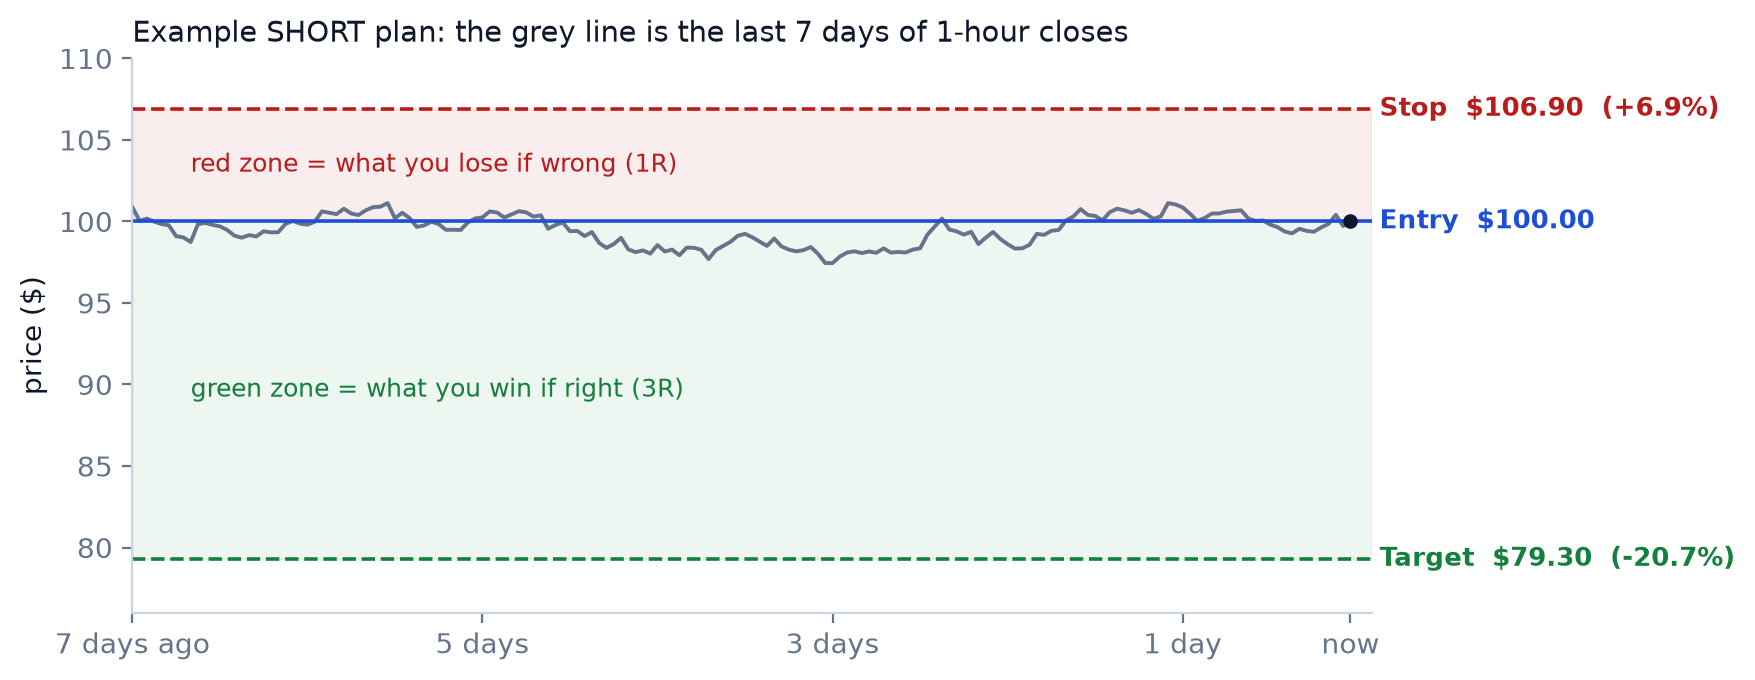 Example SHORT plan: the grey line is the last 7 days of 1-hour closes
110
Stop $106.90 (+6.9%)
105
red zone = what you lose if wrong (1R)
100
Entry $100.00
95
price ($)
90
green zone = what you win if right (3R)
85
80
Target $79.30 (-20.7%)
7 days ago
5 days
3 days
1 day
now